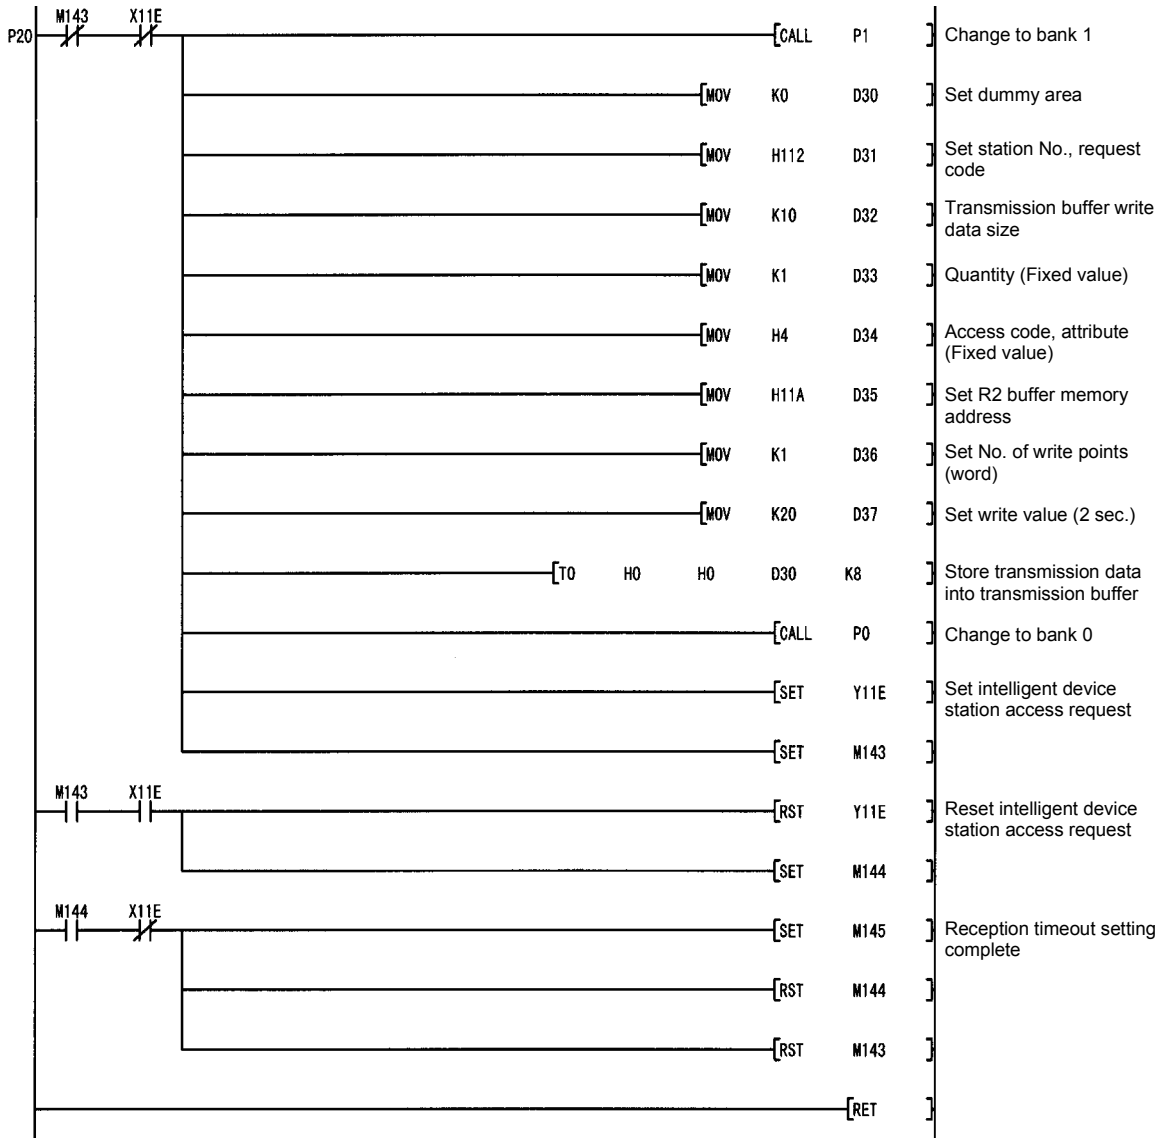 M143 X11E
P20 [CALL P1 ] Change to bank 1
[MOV K0 D30 ] Set dummy area
[MOV H112 D31 ] Set station No., request
code
[MOV K10 D32 ] Transmission buffer write
data size
[MOV K1 D33 ] Quantity (Fixed value)
[MOV H4 D34 ] Access code, attribute
(Fixed value)
[MOV H11A D35 ] Set R2 buffer memory
address
[MOV K1 D36 ] Set No. of write points
(word)
[MOV K20 D37 ] Set write value (2 sec.)
[TO H0 H0 D30 K8 ] Store transmission data
into transmission buffer
[CALL P0 ] Change to bank 0
[SET Y11E ] Set intelligent device
station access request
[SET M143 ]
M143 X11E
[RST Y11E ] Reset intelligent device
station access request
[SET M144 ]
M144 X11E
[SET M145 ] Reception timeout setting
complete
[RST M144 ]
[RST M143 ]
[RET ]